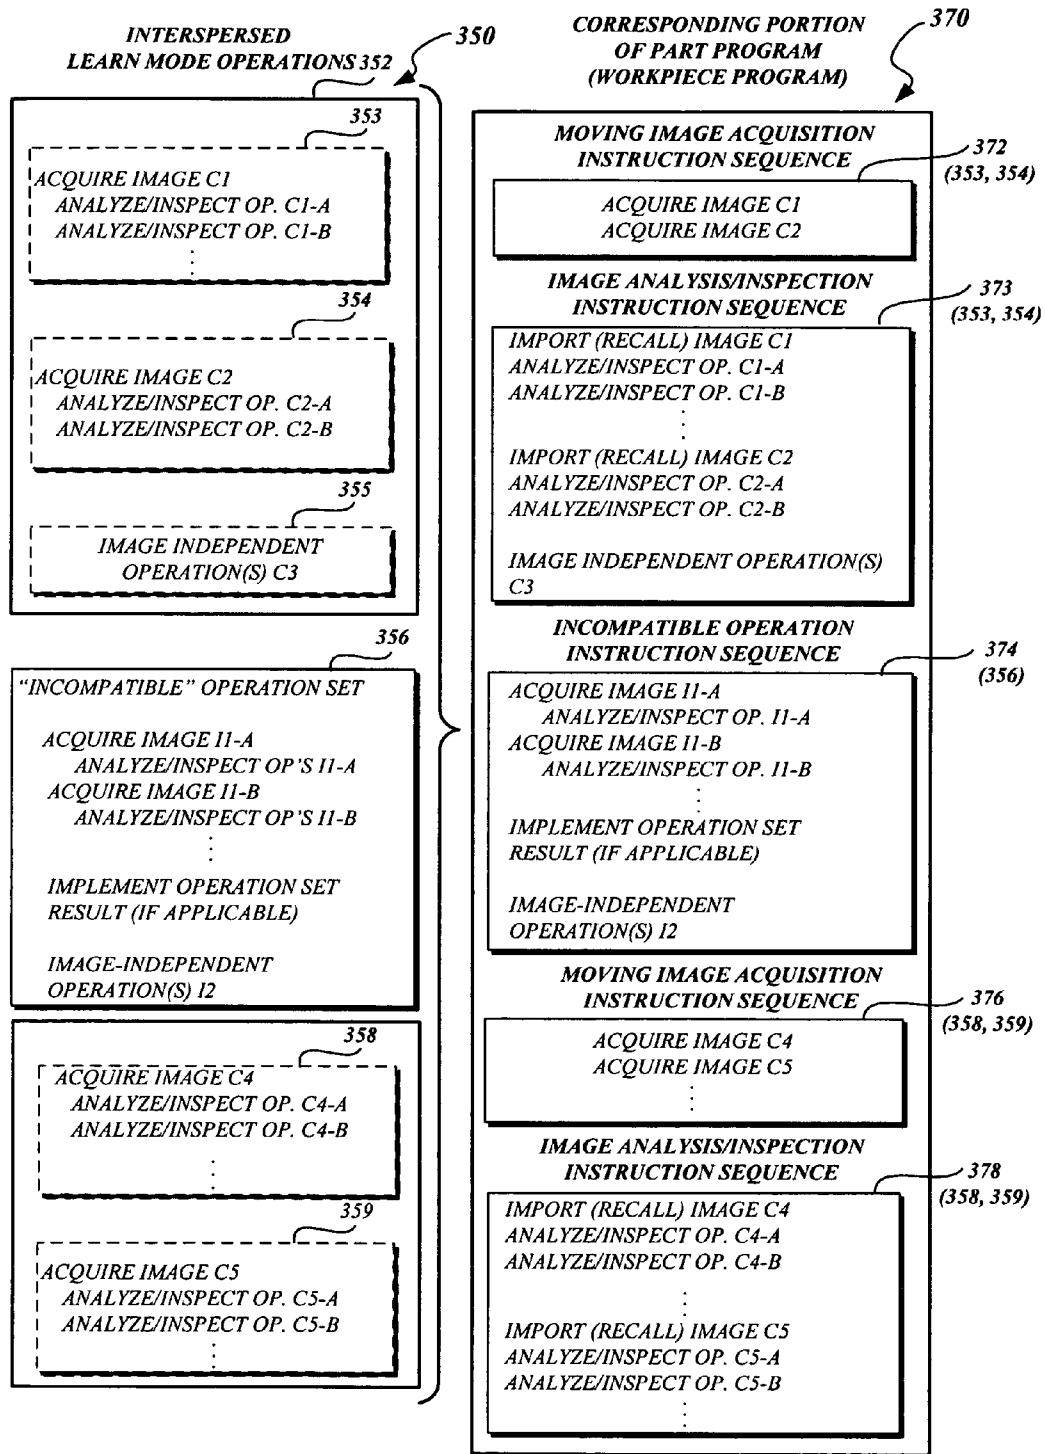 INTERSPERSED
LEARN MODE OPERATIONS 352
350
353
ACQUIRE IMAGE C1
ANALYZE/INSPECT OP. C1-A
ANALYZE/INSPECT OP. C1-B
354
ACQUIRE IMAGE C2
ANALYZE/INSPECT OP. C2-A
ANALYZE/INSPECT OP. C2-B
355
IMAGE INDEPENDENT
OPERATION(S) C3
356
“INCOMPATIBLE” OPERATION SET
ACQUIRE IMAGE I1-A
ANALYZE/INSPECT OP'S I1-A
ACQUIRE IMAGE I1-B
ANALYZE/INSPECT OP'S I1-B
IMPLEMENT OPERATION SET
RESULT (IF APPLICABLE)
IMAGE-INDEPENDENT
OPERATION(S) I2
358
ACQUIRE IMAGE C4
ANALYZE/INSPECT OP. C4-A
ANALYZE/INSPECT OP. C4-B
359
ACQUIRE IMAGE C5
ANALYZE/INSPECT OP. C5-A
ANALYZE/INSPECT OP. C5-B
CORRESPONDING PORTION
OF PART PROGRAM
(WORKPIECE PROGRAM)
370
MOVING IMAGE ACQUISITION
INSTRUCTION SEQUENCE
372
(353, 354)
ACQUIRE IMAGE C1
ACQUIRE IMAGE C2
IMAGE ANALYSIS/INSPECTION
INSTRUCTION SEQUENCE
373
(353, 354)
IMPORT (RECALL) IMAGE C1
ANALYZE/INSPECT OP. C1-A
ANALYZE/INSPECT OP. C1-B
IMPORT (RECALL) IMAGE C2
ANALYZE/INSPECT OP. C2-A
ANALYZE/INSPECT OP. C2-B
IMAGE INDEPENDENT OPERATION(S)
C3
INCOMPATIBLE OPERATION
INSTRUCTION SEQUENCE
374
(356)
ACQUIRE IMAGE I1-A
ANALYZE/INSPECT OP. I1-A
ACQUIRE IMAGE I1-B
ANALYZE/INSPECT OP. I1-B
IMPLEMENT OPERATION SET
RESULT (IF APPLICABLE)
IMAGE-INDEPENDENT
OPERATION(S) I2
MOVING IMAGE ACQUISITION
INSTRUCTION SEQUENCE
376
(358, 359)
ACQUIRE IMAGE C4
ACQUIRE IMAGE C5
IMAGE ANALYSIS/INSPECTION
INSTRUCTION SEQUENCE
378
(358, 359)
IMPORT (RECALL) IMAGE C4
ANALYZE/INSPECT OP. C4-A
ANALYZE/INSPECT OP. C4-B
IMPORT (RECALL) IMAGE C5
ANALYZE/INSPECT OP. C5-A
ANALYZE/INSPECT OP. C5-B